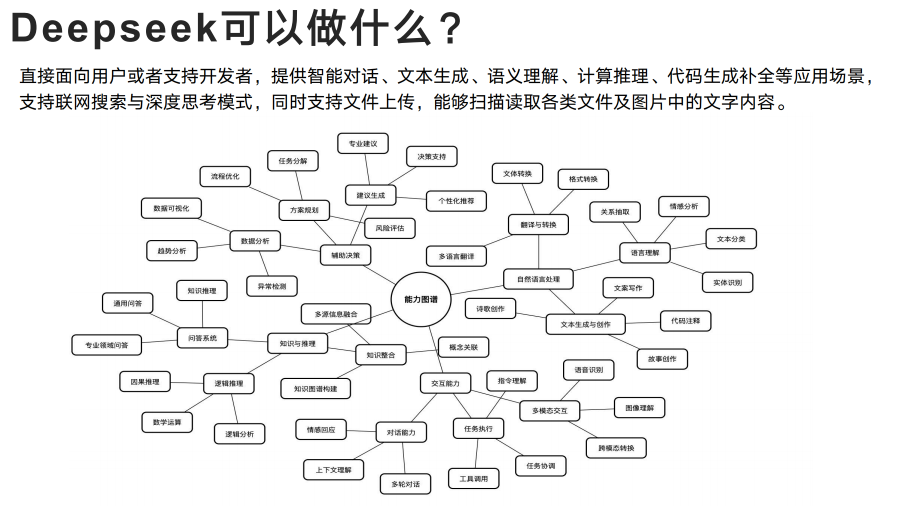 Deepseek可以做什么？
直接面向用户或者支持开发者，提供智能对话、文本生成、语义理解、计算推理、代码生成补全等应用场景，
支持联网搜索与深度思考模式，同时支持文件上传，能够扫描读取各类文件及图片中的文字内容。
专业建议
任务分解
决策支持
流程优化
建议生成
个性化推荐
数据可视化
方案规划
风险评估
数据分析
趋势分析
辅助决策
异常检测
文体转换
格式转换
关系抽取
情感分析
翻译与转换
文本分类
语言理解
多语言翻译
实体识别
自然语言处理
文案写作
能力图谱
诗歌创作
文本生成与创作
代码注释
故事创作
知识推理
通用问答
多源信息融合
问答系统
专业领域问答
知识与推理
知识整合
概念关联
因果推理
逻辑推理
知识图谱构建
数学运算
逻辑分析
交互能力
指令理解
语音识别
多模态交互
图像理解
跨模态转换
情感回应
对话能力
任务执行
上下文理解
多轮对话
工具调用
任务协调